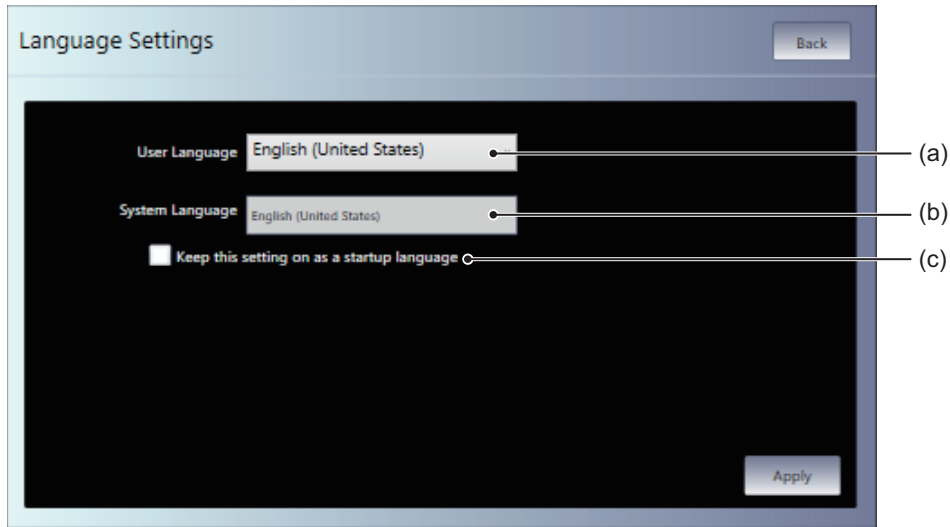 Language Settings
Back
User Language English (United States)
(a)
System Language English (United States)
(b)
Keep this setting on as a startup language
(c)
Apply